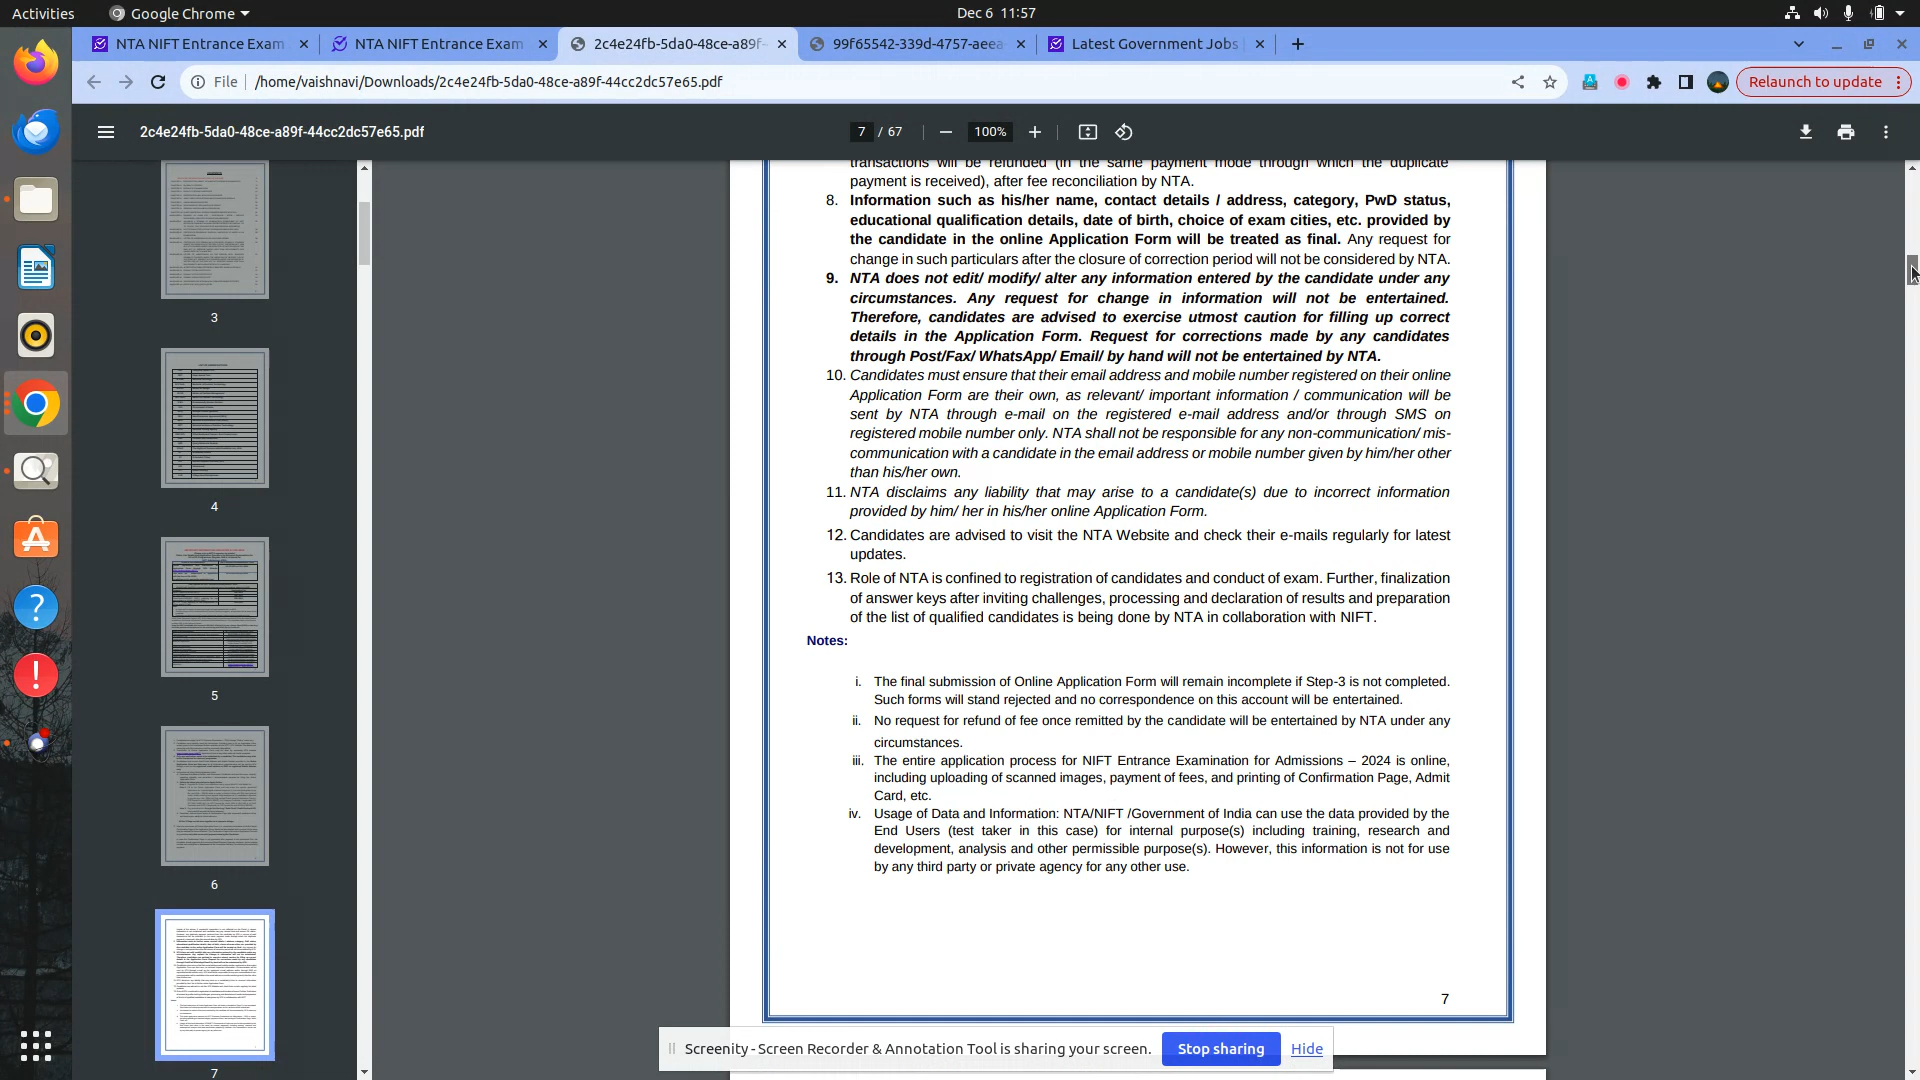 Activities
Google Chrome
Dec 6 11:57
NTA NIFT Entrance Exam
NTA NIFT Entrance Exam
2c4e24fb-5da0-48ce-a89f-
99f65542-339d-4757-aeea
Latest Government Jobs
File
/home/vaishnavi/Downloads/2c4e24fb-5da0-48ce-a89f-44cc2dc57e65.pdf
Relaunch to update
2c4e24fb-5da0-48ce-a89f-44cc2dc57e65.pdf
7 / 67
100%
3
4
5
6
7
transactions will be refunded (in the same payment mode through which the duplicate
payment is received), after fee reconciliation by NTA.
8. Information such as his/her name, contact details / address, category, PwD status,
educational qualification details, date of birth, choice of exam cities, etc. provided by
the candidate in the online Application Form will be treated as final. Any request for
change in such particulars after the closure of correction period will not be considered by NTA.
9. NTA does not edit/ modify/ alter any information entered by the candidate under any
circumstances. Any request for change in information will not be entertained.
Therefore, candidates are advised to exercise utmost caution for filling up correct
details in the Application Form. Request for corrections made by any candidates
through Post/Fax/ WhatsApp/ Email/ by hand will not be entertained by NTA.
10. Candidates must ensure that their email address and mobile number registered on their online
Application Form are their own, as relevant/ important information / communication will be
sent by NTA through e-mail on the registered e-mail address and/or through SMS on
registered mobile number only. NTA shall not be responsible for any non-communication/ mis-
communication with a candidate in the email address or mobile number given by him/her other
than his/her own.
11. NTA disclaims any liability that may arise to a candidate(s) due to incorrect information
provided by him/ her in his/her online Application Form.
12. Candidates are advised to visit the NTA Website and check their e-mails regularly for latest
updates.
13. Role of NTA is confined to registration of candidates and conduct of exam. Further, finalization
of answer keys after inviting challenges, processing and declaration of results and preparation
of the list of qualified candidates is being done by NTA in collaboration with NIFT.
Notes:
i. The final submission of Online Application Form will remain incomplete if Step-3 is not completed.
Such forms will stand rejected and no correspondence on this account will be entertained.
ii. No request for refund of fee once remitted by the candidate will be entertained by NTA under any
circumstances.
iii. The entire application process for NIFT Entrance Examination for Admissions – 2024 is online,
including uploading of scanned images, payment of fees, and printing of Confirmation Page, Admit
Card, etc.
iv. Usage of Data and Information: NTA/NIFT /Government of India can use the data provided by the
End Users (test taker in this case) for internal purpose(s) including training, research and
development, analysis and other permissible purpose(s). However, this information is not for use
by any third party or private agency for any other use.
7
Screenity - Screen Recorder & Annotation Tool is sharing your screen.
Stop sharing
Hide